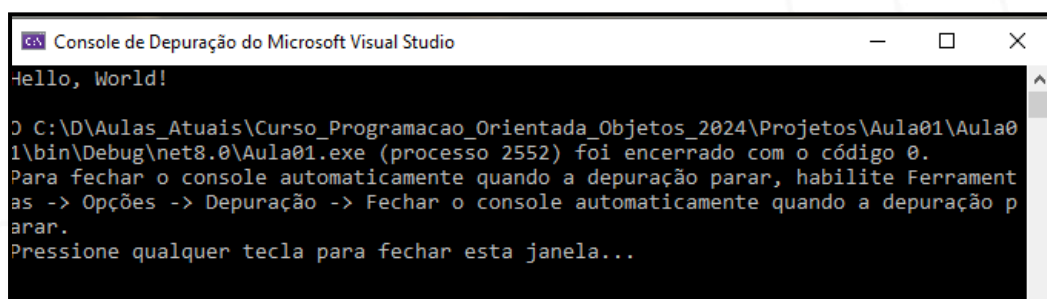 Console de Depuração do Microsoft Visual Studio
Hello, World!
O C:\D\Aulas_Atuais\Curso_Programacao_Orientada_Objetos_2024\Projetos\Aula01\Aula0
1\bin\Debug\net8.0\Aula01.exe (processo 2552) foi encerrado com o código 0.
Para fechar o console automaticamente quando a depuração parar, habilite Ferrament
as -> Opções -> Depuração -> Fechar o console automaticamente quando a depuração p
arar.
Pressione qualquer tecla para fechar esta janela...